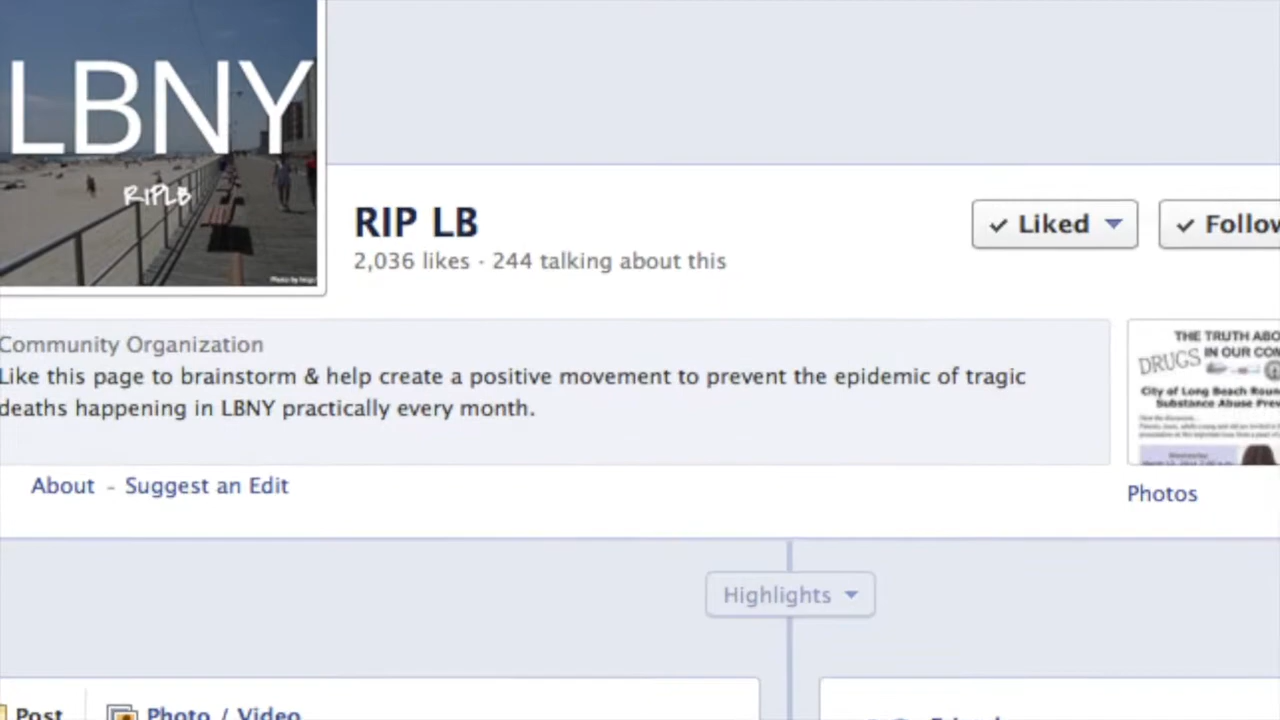 LBNY
RIPLB
RIP LB
2,036 likes · 244 talking about this
✓ Liked
✓ Follow
Community Organization
Like this page to brainstorm & help create a positive movement to prevent the epidemic of tragic
deaths happening in LBNY practically every month.
THE TRUTH ABO
DRUGS IN OUR COM
City of Long Beach Roun
Substance Abuse Prev
About - Suggest an Edit
Photos
Highlights
Post
Photo / Video